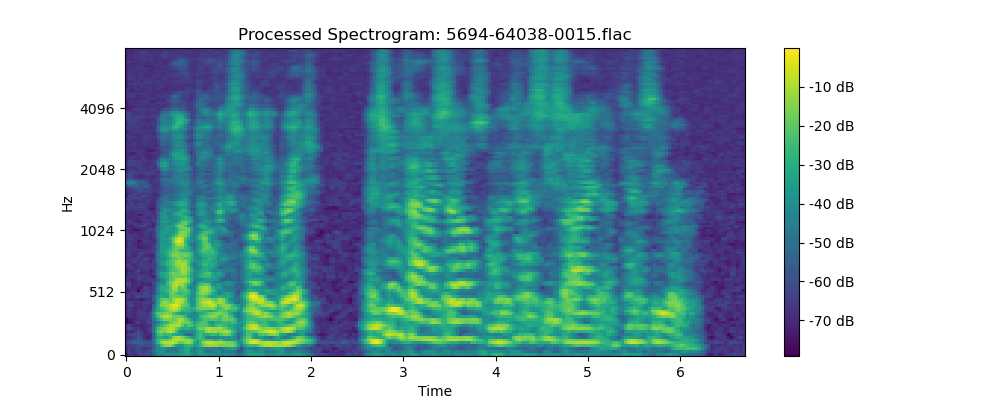 Processed Spectrogram: 5694-64038-0015.flac
Hz
4096
2048
1024
512
0
0 1 2 3 4 5 6
Time
-10 dB
-20 dB
-30 dB
-40 dB
-50 dB
-60 dB
-70 dB